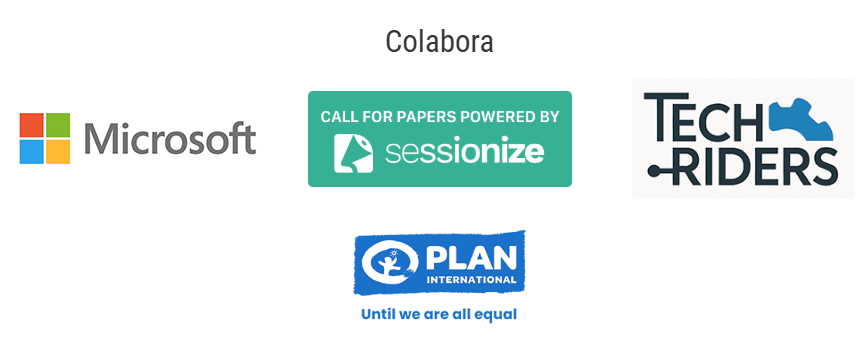 Colabora
Microsoft
CALL FOR PAPERS POWERED BY
sessionize
TECH
RIDERS
PLAN
INTERNATIONAL
Until we are all equal